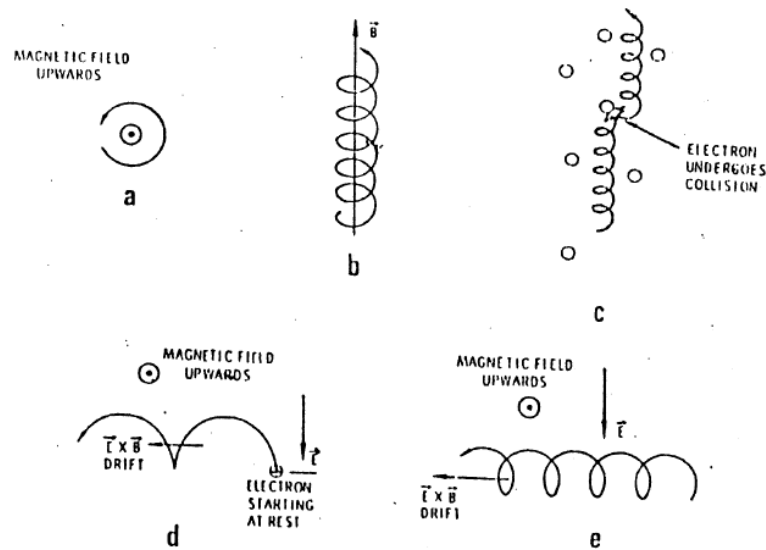 MAGNETIC FIELD
UPWARDS
a
B
b
ELECTRON
UNDERGOES
COLLISION
c
MAGNETIC FIELD
UPWARDS
E X B
DRIFT
E
ELECTRON
STARTING
AT REST
d
MAGNETIC FIELD
UPWARDS
E
E X B
DRIFT
e